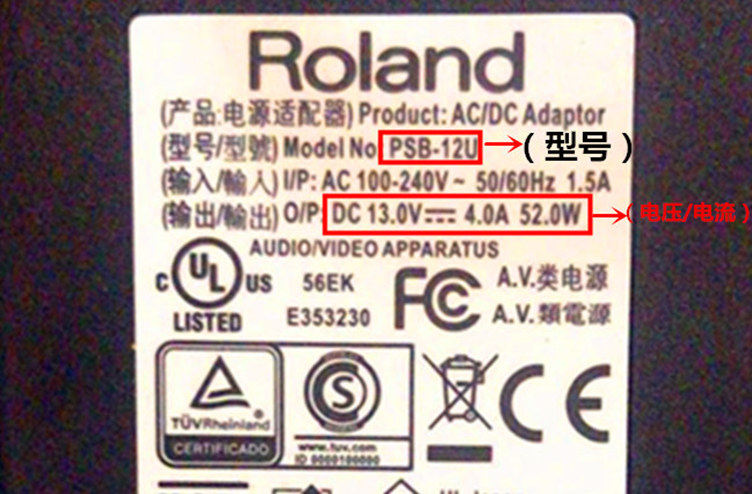 Roland
(产品:电源适配器) Product: AC/DC Adaptor
(型号/型號) Model No: PSB-12U (型号)
(输入/輸入) I/P: AC 100-240V ~ 50/60Hz 1.5A
(输出/輸出) O/P: DC 13.0V⎓ 4.0A 52.0W (电压/电流)
AUDIO/VIDEO APPARATUS
C UL US
LISTED
56EK
E353230
FCC
A.V.类电源
A.V.類電源
TÜVRheinland
CERTIFICADO
S
www.tuv.com
ID 0000100000
CE